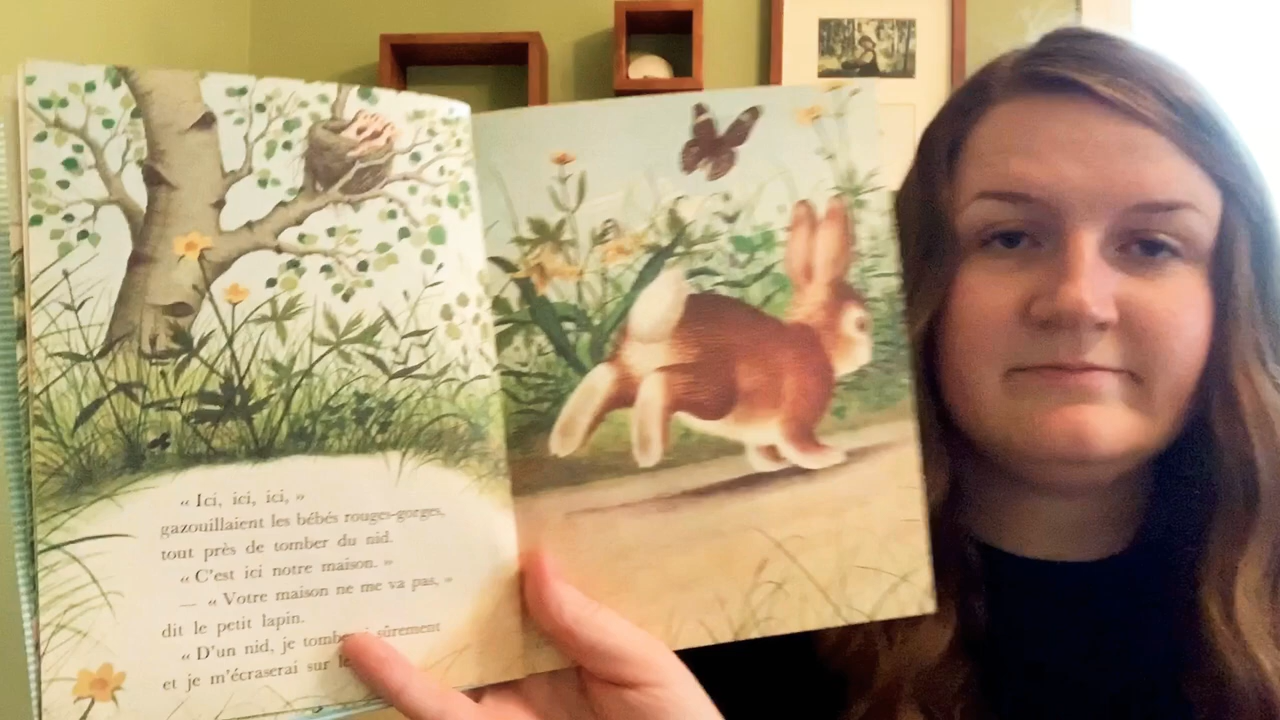 « Ici, ici, ici, »
gazouillaient les bébés rouges-gorges,
tout près de tomber du nid.
« C'est ici notre maison. »
— « Votre maison ne me va pas, »
dit le petit lapin.
« D'un nid, je sûrement
et je m'écraserai sur